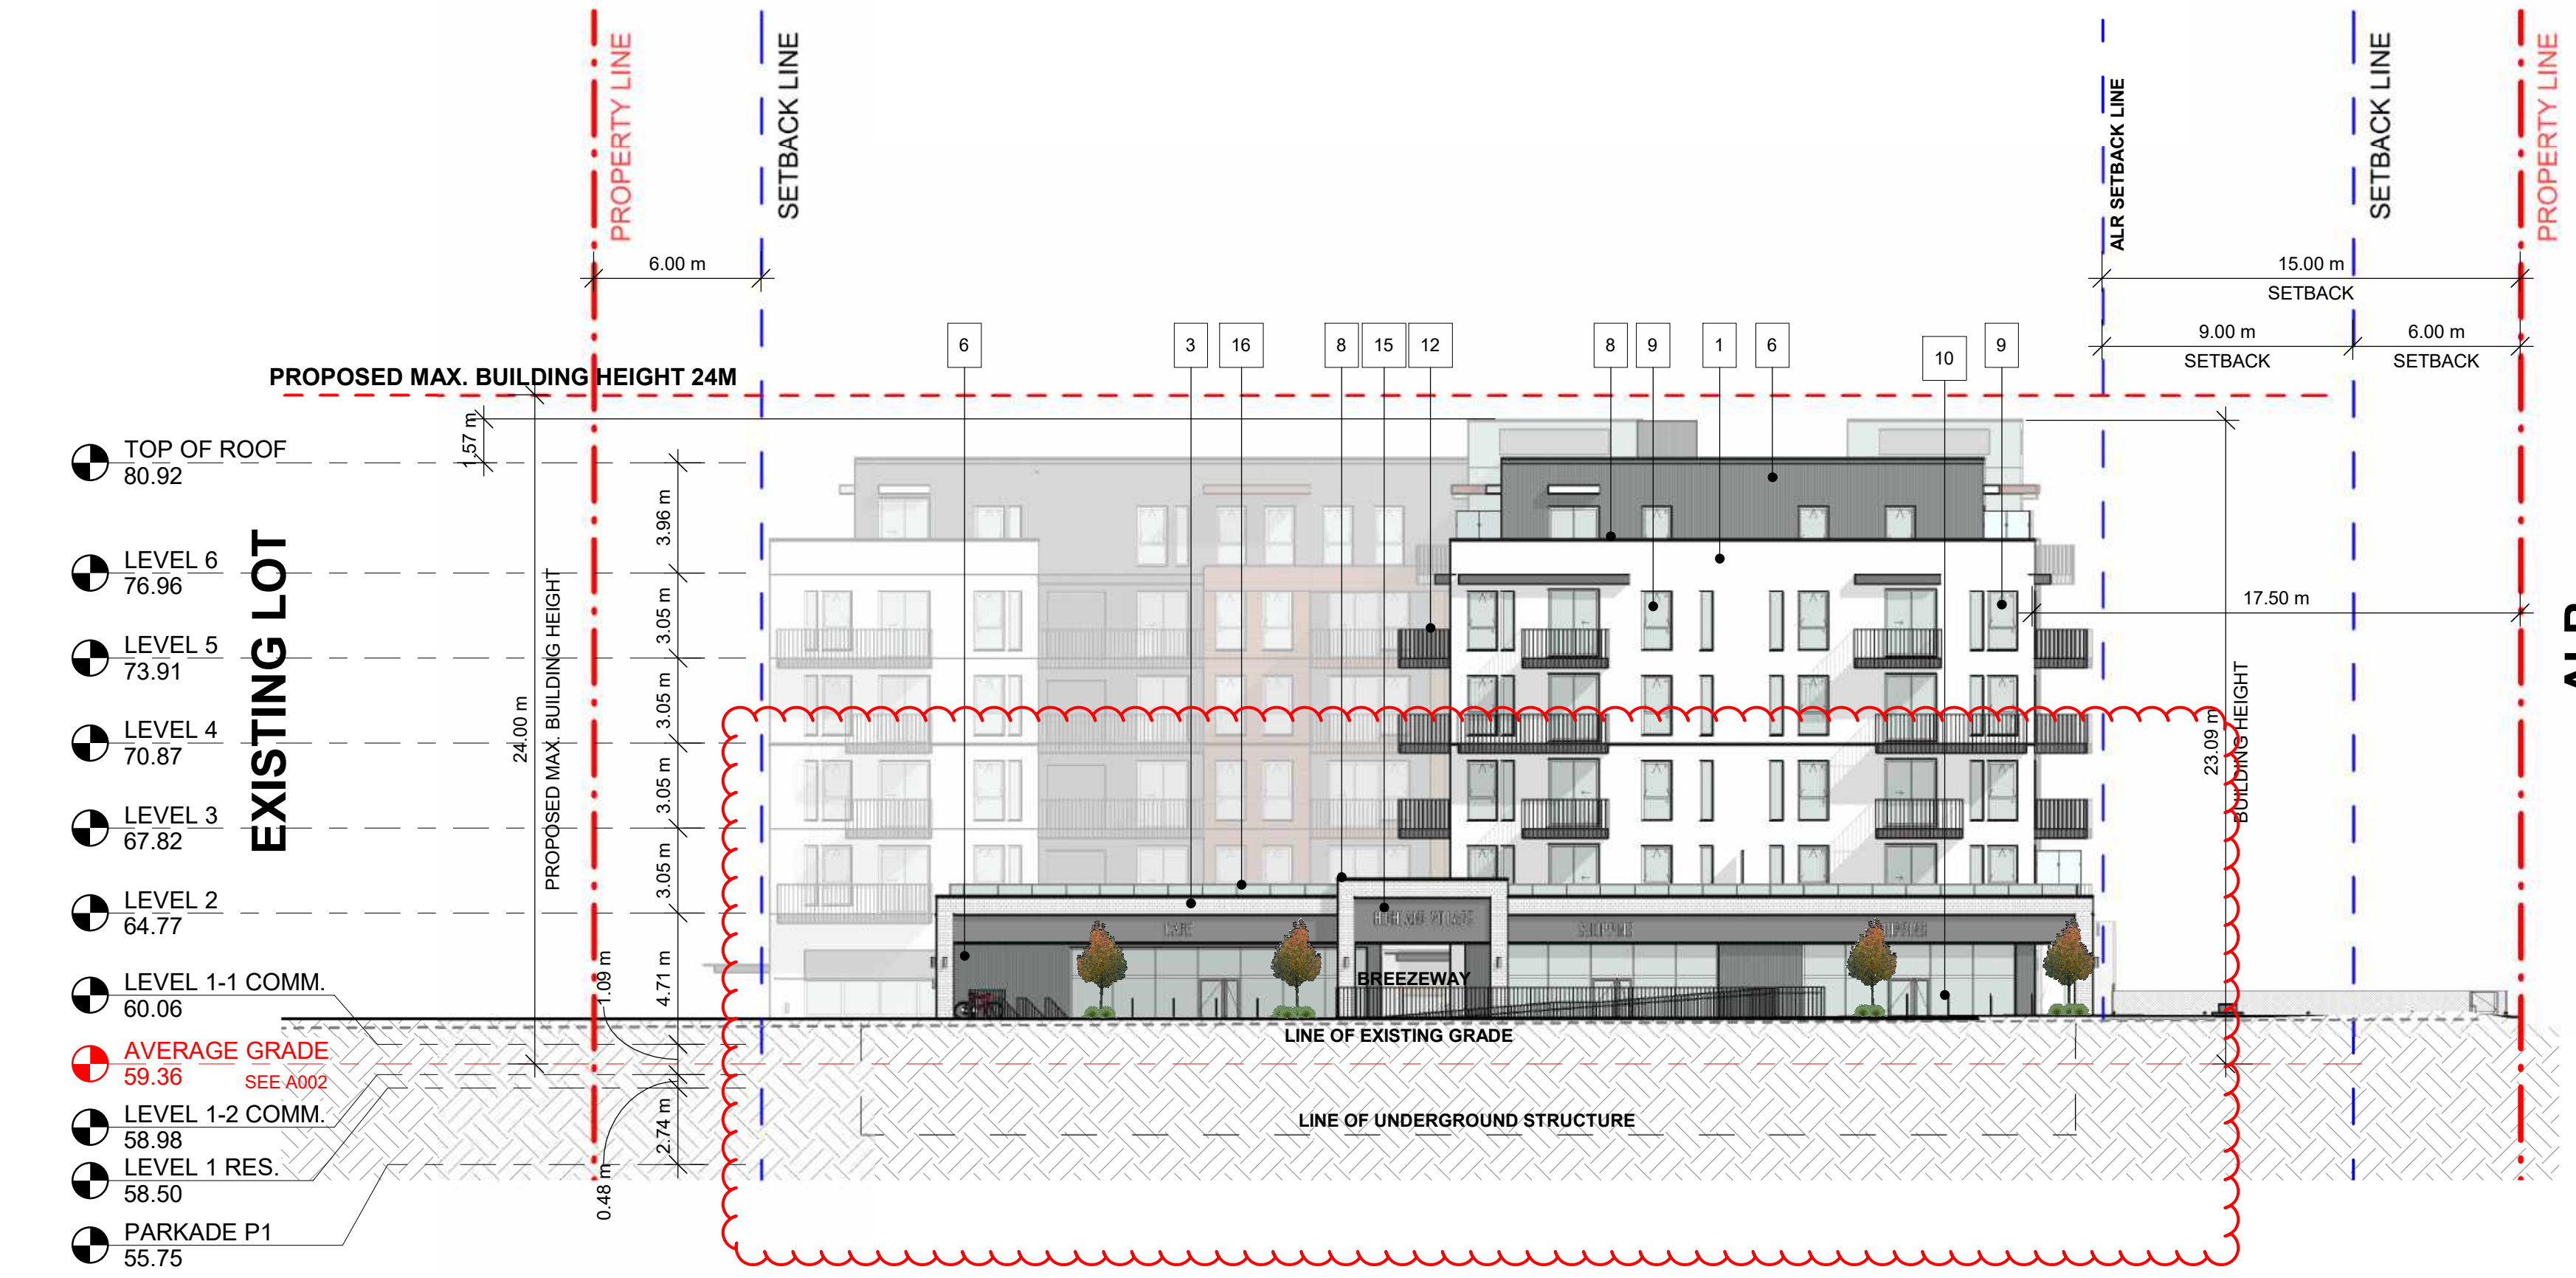 PROPERTY LINE
SETBACK LINE
ALR SETBACK LINE
SETBACK LINE
PROPERTY LINE
6.00 m
15.00 m
SETBACK
9.00 m
SETBACK
6.00 m
SETBACK
6
3
16
8
15
12
8
9
1
6
10
9
PROPOSED MAX. BUILDING HEIGHT 24M
1.57 m
TOP OF ROOF
80.92
3.96 m
LEVEL 6
76.96
3.05 m
17.50 m
LEVEL 5
73.91
3.05 m
LEVEL 4
70.87
3.05 m
LEVEL 3
67.82
3.05 m
LEVEL 2
64.77
EXISTING LOT
24.00 m
PROPOSED MAX. BUILDING HEIGHT
23.09 m
BUILDING HEIGHT
CAFE
HIGHLAND VILLAGE
SHOPPING
BREEZEWAY
4.71 m
1.09 m
LEVEL 1-1 COMM.
60.06
LINE OF EXISTING GRADE
AVERAGE GRADE
59.36
SEE A002
LEVEL 1-2 COMM.
58.98
LINE OF UNDERGROUND STRUCTURE
2.74 m
LEVEL 1 RES.
58.50
0.48 m
PARKADE P1
55.75